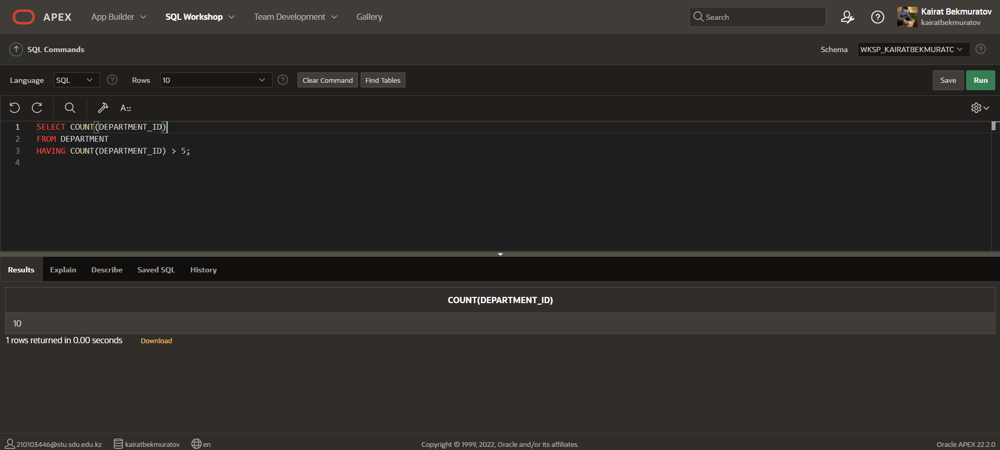 APEX App Builder SQL Workshop Team Development Gallery Search Kairat Bekmuratov
kairatbekmuratov
SQL Commands Schema WKSP_KAIRATBEKMURATO
Language SQL Rows 10 Clear Command Find Tables Save Run
A::
1 SELECT COUNT(DEPARTMENT_ID)
2 FROM DEPARTMENT
3 HAVING COUNT(DEPARTMENT_ID) > 5;
4
Results Explain Describe Saved SQL History
COUNT(DEPARTMENT_ID)
10
1 rows returned in 0.00 seconds Download
210103446@stu.sdu.edu.kz kairatbekmuratov en Copyright © 1999, 2022, Oracle and/or its affiliates. Oracle APEX 22.2.0